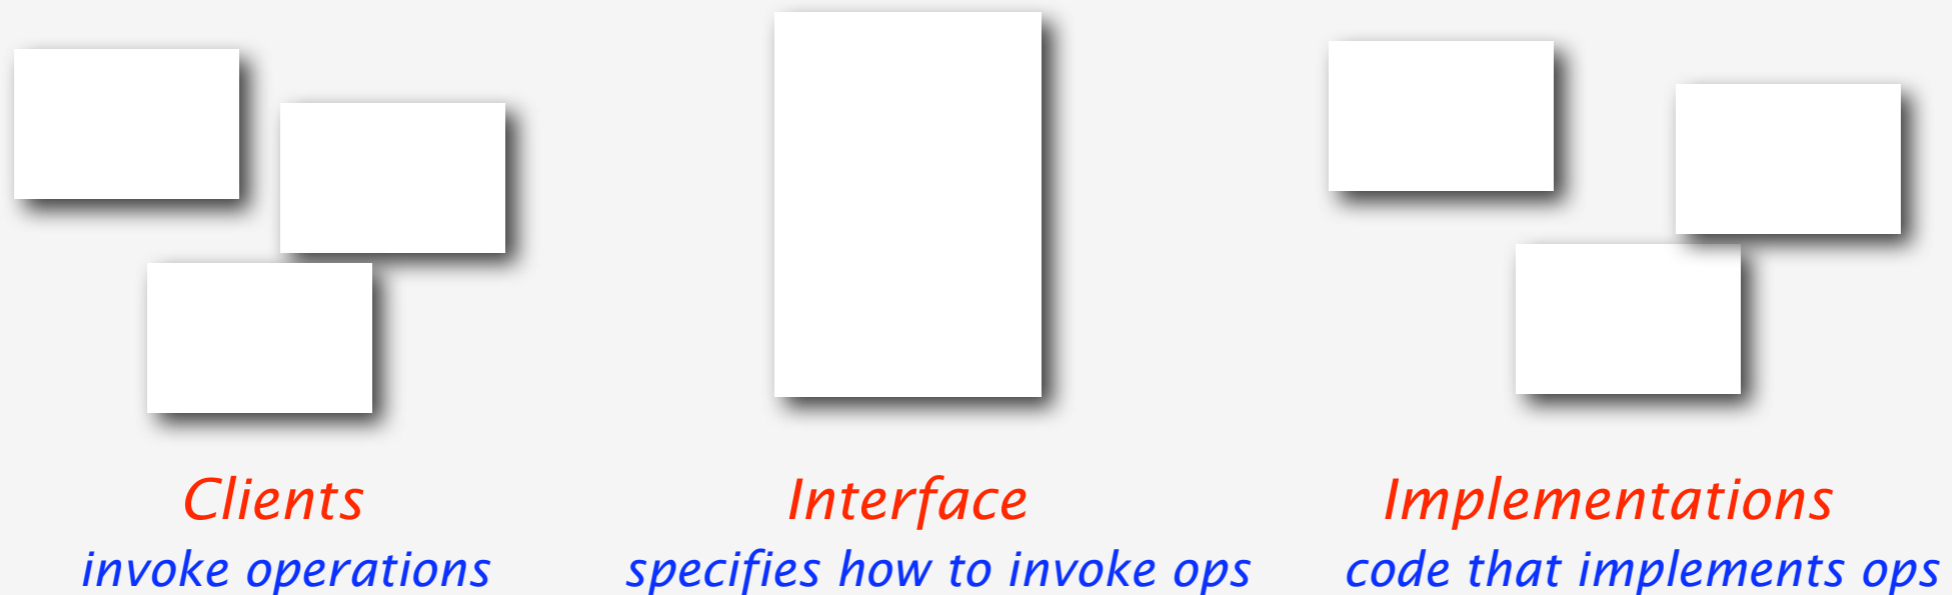 Clients Interface Implementations
invoke operations specifies how to invoke ops code that implements ops